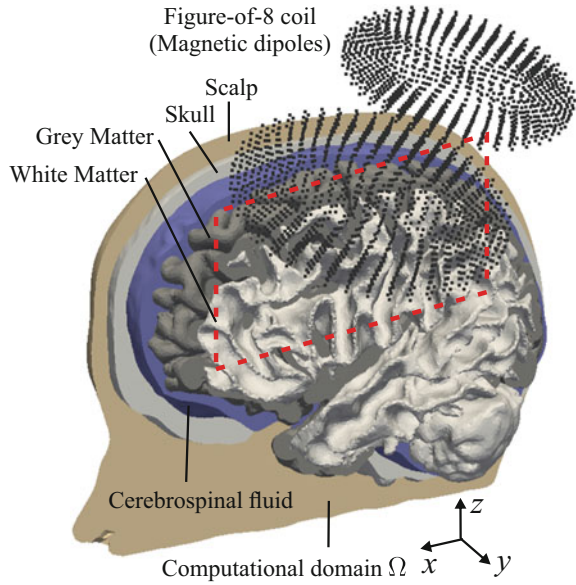 Figure-of-8 coil
(Magnetic dipoles)
Scalp
Skull
Grey Matter
White Matter
Cerebrospinal fluid
Computational domain Ω
z
x
y